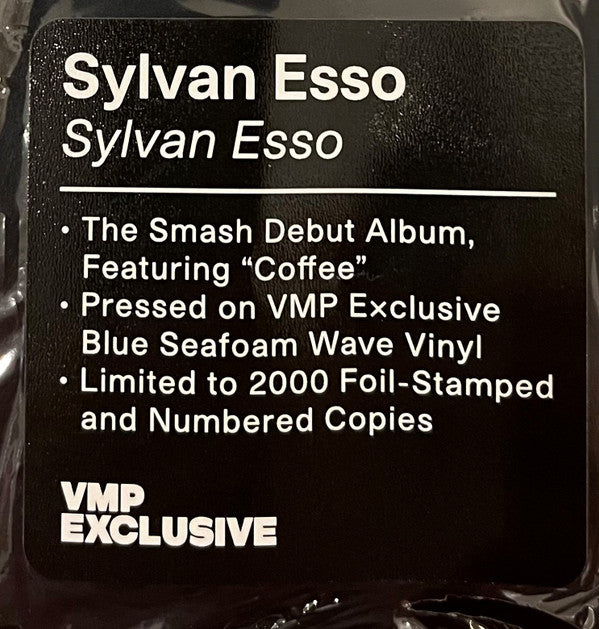 Sylvan Esso
Sylvan Esso
• The Smash Debut Album,
Featuring “Coffee”
• Pressed on VMP Exclusive
Blue Seafoam Wave Vinyl
• Limited to 2000 Foil-Stamped
and Numbered Copies
VMP
EXCLUSIVE